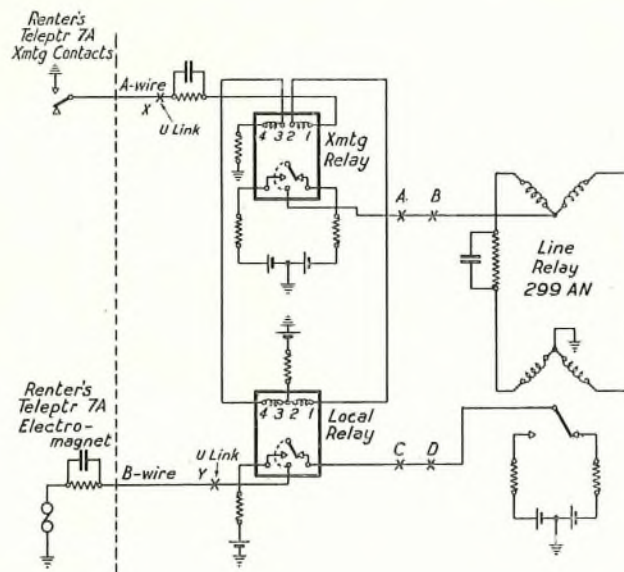 Renter's
Teleptr 7A
Xmtg Contacts
A-wire
X
U Link
4 3 2 1
Xmtg
Relay
A. B
Line
Relay
299 AN
Renter's
Teleptr 7A
Electro-
magnet
U Link
B-wire
Y
4 3 2 1
Local
Relay
C D